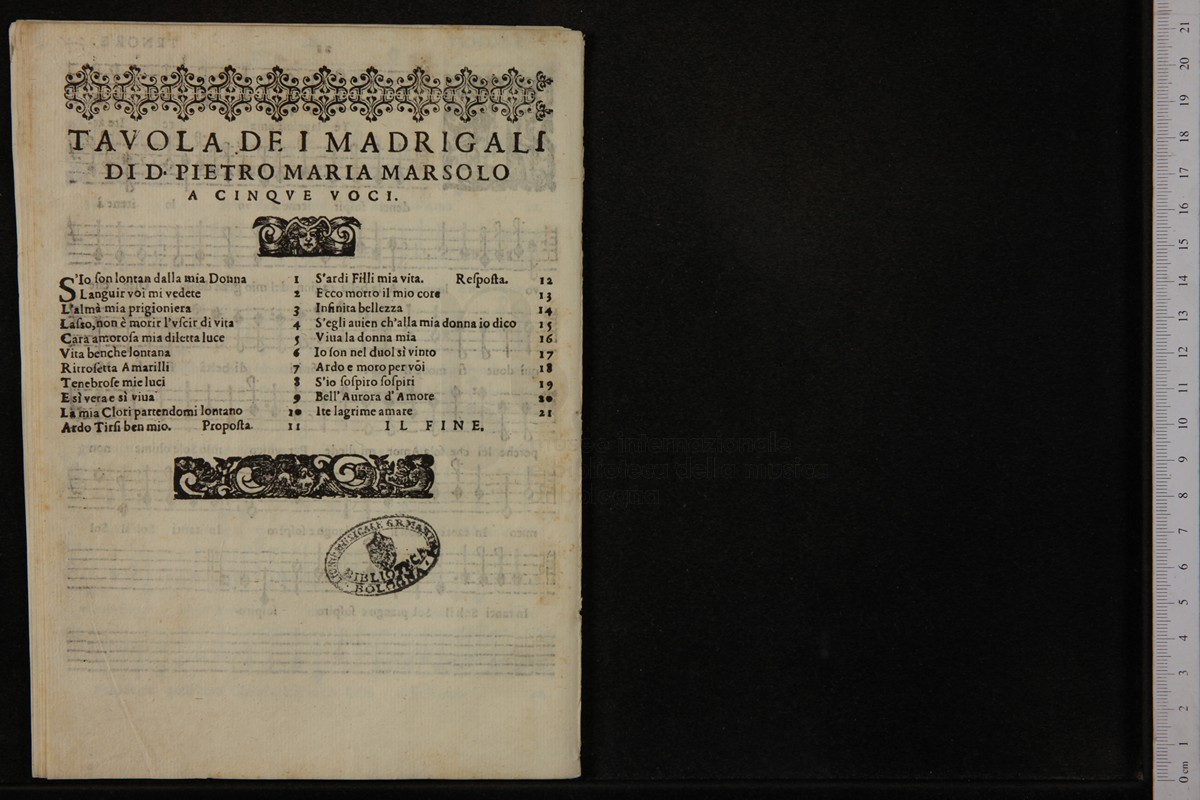 TAVOLA DE I MADRIGALI
DI D. PIETRO MARIA MARSOLO
A CINQVE VOCI.
S'Io ſon lontan dalla mia Donna 1
Languir voi mi vedete 2
L'alma mia prigioniera 3
Laſſo, non è morir l'vſcir di vita 4
Cara amoroſa mia diletta luce 5
Vita benche lontana 6
Ritroſetta Amarilli 7
Tenebroſe mie luci 8
E sì vera e sì viua 9
La mia Clori partendomi lontano 10
Ardo Tirſi ben mio. Propoſta. 11
S'ardi Filli mia vita. Reſpoſta. 12
Ecco morto il mio core 13
Infinita bellezza 14
S'egli auien ch'alla mia donna io dico 15
Viua la donna mia 16
Io ſon nel duol sì vinto 17
Ardo e moro per vói 18
S'io ſoſpiro ſoſpiri 19
Bell' Aurora d'Amore 20
Ite lagrime amare 21
IL FINE.
MUSICALE G.B. MARTINI
BIBLIOTECA
BOLOGNA